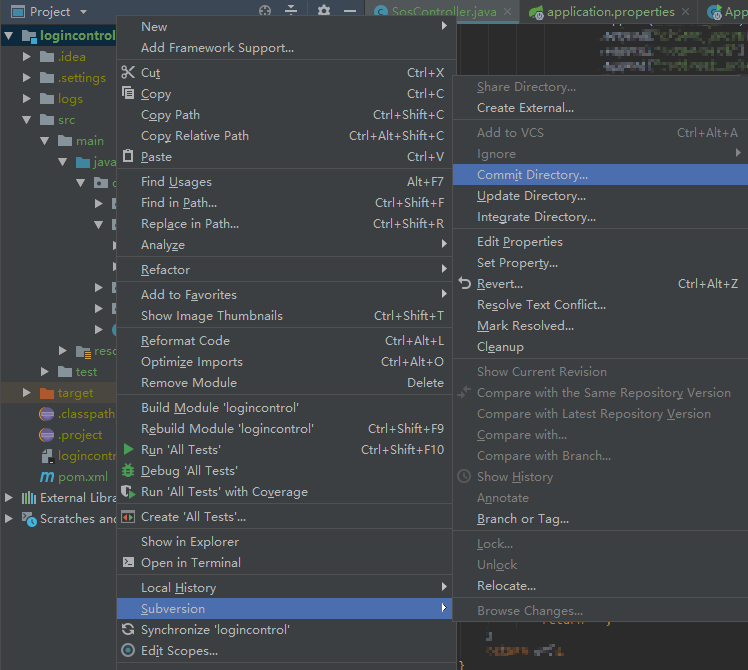 Project
SosController.java
application.properties
App
logincontrol
.idea
.settings
logs
src
main
java
test
target
.classpath
.project
pom.xml
External Libra
Scratches and
New
Add Framework Support...
Cut Ctrl+X
Copy Ctrl+C
Copy Path Ctrl+Shift+C
Copy Relative Path Ctrl+Alt+Shift+C
Paste Ctrl+V
Find Usages Alt+F7
Find in Path... Ctrl+Shift+F
Replace in Path... Ctrl+Shift+R
Analyze
Refactor
Add to Favorites
Show Image Thumbnails Ctrl+Shift+T
Reformat Code Ctrl+Alt+L
Optimize Imports Ctrl+Alt+O
Remove Module Delete
Build Module 'logincontrol'
Rebuild Module 'logincontrol' Ctrl+Shift+F9
Run 'All Tests' Ctrl+Shift+F10
Debug 'All Tests'
Run 'All Tests' with Coverage
Create 'All Tests'...
Show in Explorer
Open in Terminal
Local History
Subversion
Synchronize 'logincontrol'
Edit Scopes...
Share Directory...
Create External...
Add to VCS Ctrl+Alt+A
Ignore
Commit Directory...
Update Directory...
Integrate Directory...
Edit Properties
Set Property...
Revert... Ctrl+Alt+Z
Resolve Text Conflict...
Mark Resolved...
Cleanup
Show Current Revision
Compare with the Same Repository Version
Compare with Latest Repository Version
Compare with...
Compare with Branch...
Show History
Annotate
Branch or Tag...
Lock...
Unlock
Relocate...
Browse Changes...
}